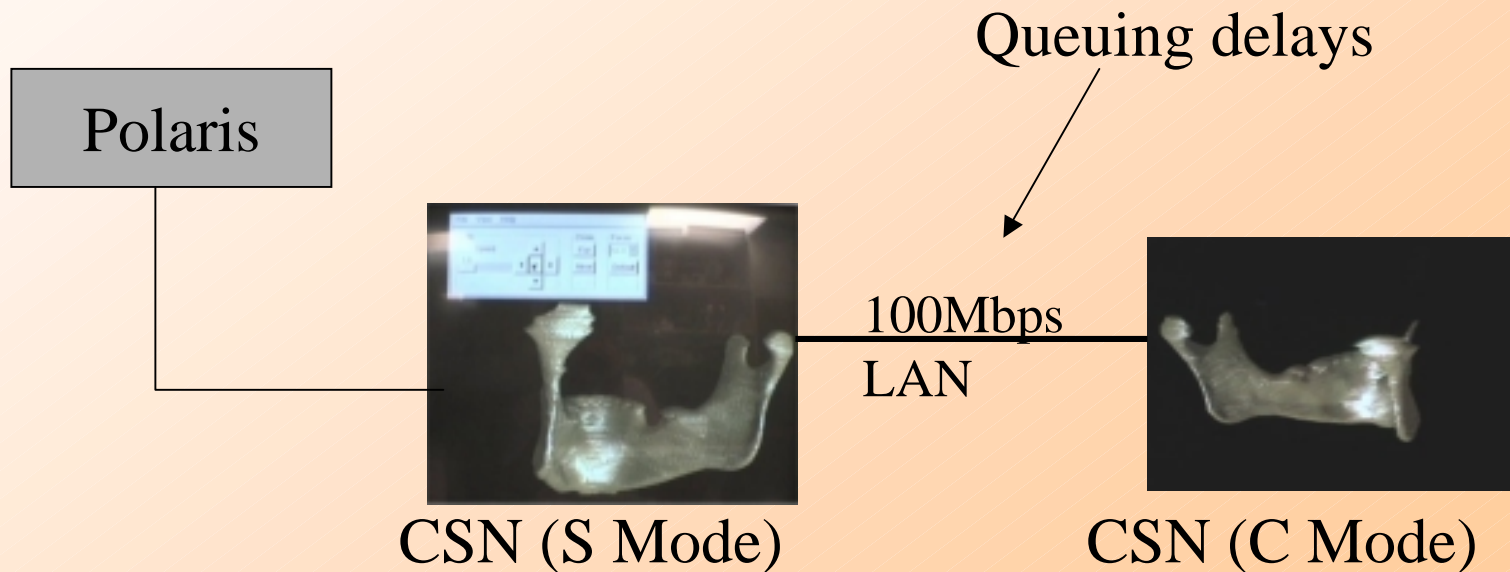 Queuing delays
Polaris
100Mbps
LAN
CSN (S Mode)
CSN (C Mode)